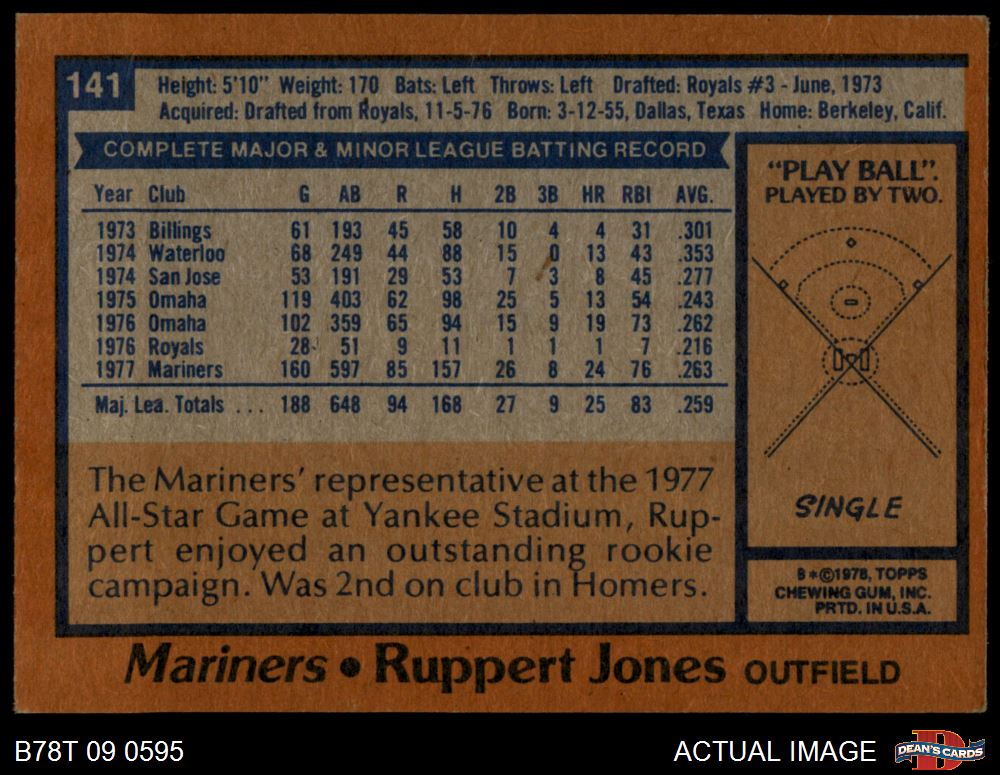 141
Height: 5'10" Weight: 170 Bats: Left Throws: Left Drafted: Royals #3 - June, 1973
Acquired: Drafted from Royals, 11-5-76 Born: 3-12-55, Dallas, Texas Home: Berkeley, Calif.
COMPLETE MAJOR & MINOR LEAGUE BATTING RECORD
Year Club G AB R H 2B 3B HR RBI AVG.
1973 Billings 61 193 45 58 10 4 4 31 .301
1974 Waterloo 68 249 44 88 15 0 13 43 .353
1974 San Jose 53 191 29 53 7 3 8 45 .277
1975 Omaha 119 403 62 98 25 5 13 54 .243
1976 Omaha 102 359 65 94 15 9 19 73 .262
1976 Royals 28 51 9 11 1 1 1 7 .216
1977 Mariners 160 597 85 157 26 8 24 76 .263
Maj. Lea. Totals ... 188 648 94 168 27 9 25 83 .259
The Mariners' representative at the 1977
All-Star Game at Yankee Stadium, Rup-
pert enjoyed an outstanding rookie
campaign. Was 2nd on club in Homers.
"PLAY BALL".
PLAYED BY TWO.
SINGLE
B*©1978, TOPPS
CHEWING GUM, INC.
PRTD. IN U.S.A.
Mariners • Ruppert Jones OUTFIELD
B78T 09 0595
ACTUAL IMAGE
D
DEAN'S CARDS